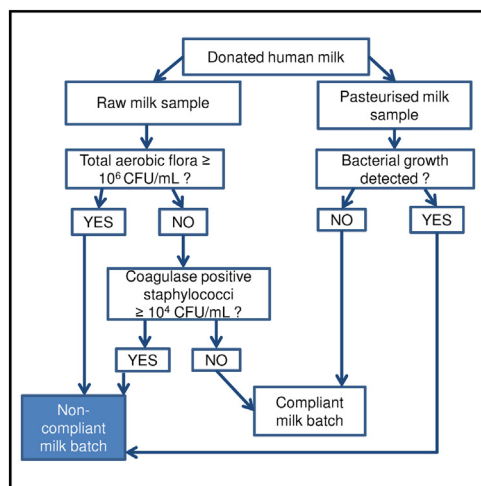 Donated human milk
Raw milk sample
Pasteurised milk
sample
Total aerobic flora ≥
10⁶ CFU/mL ?
Bacterial growth
detected ?
YES
NO
NO
YES
Coagulase positive
staphylococci
≥ 10⁴ CFU/mL ?
YES
NO
Non-
compliant
milk batch
Compliant
milk batch